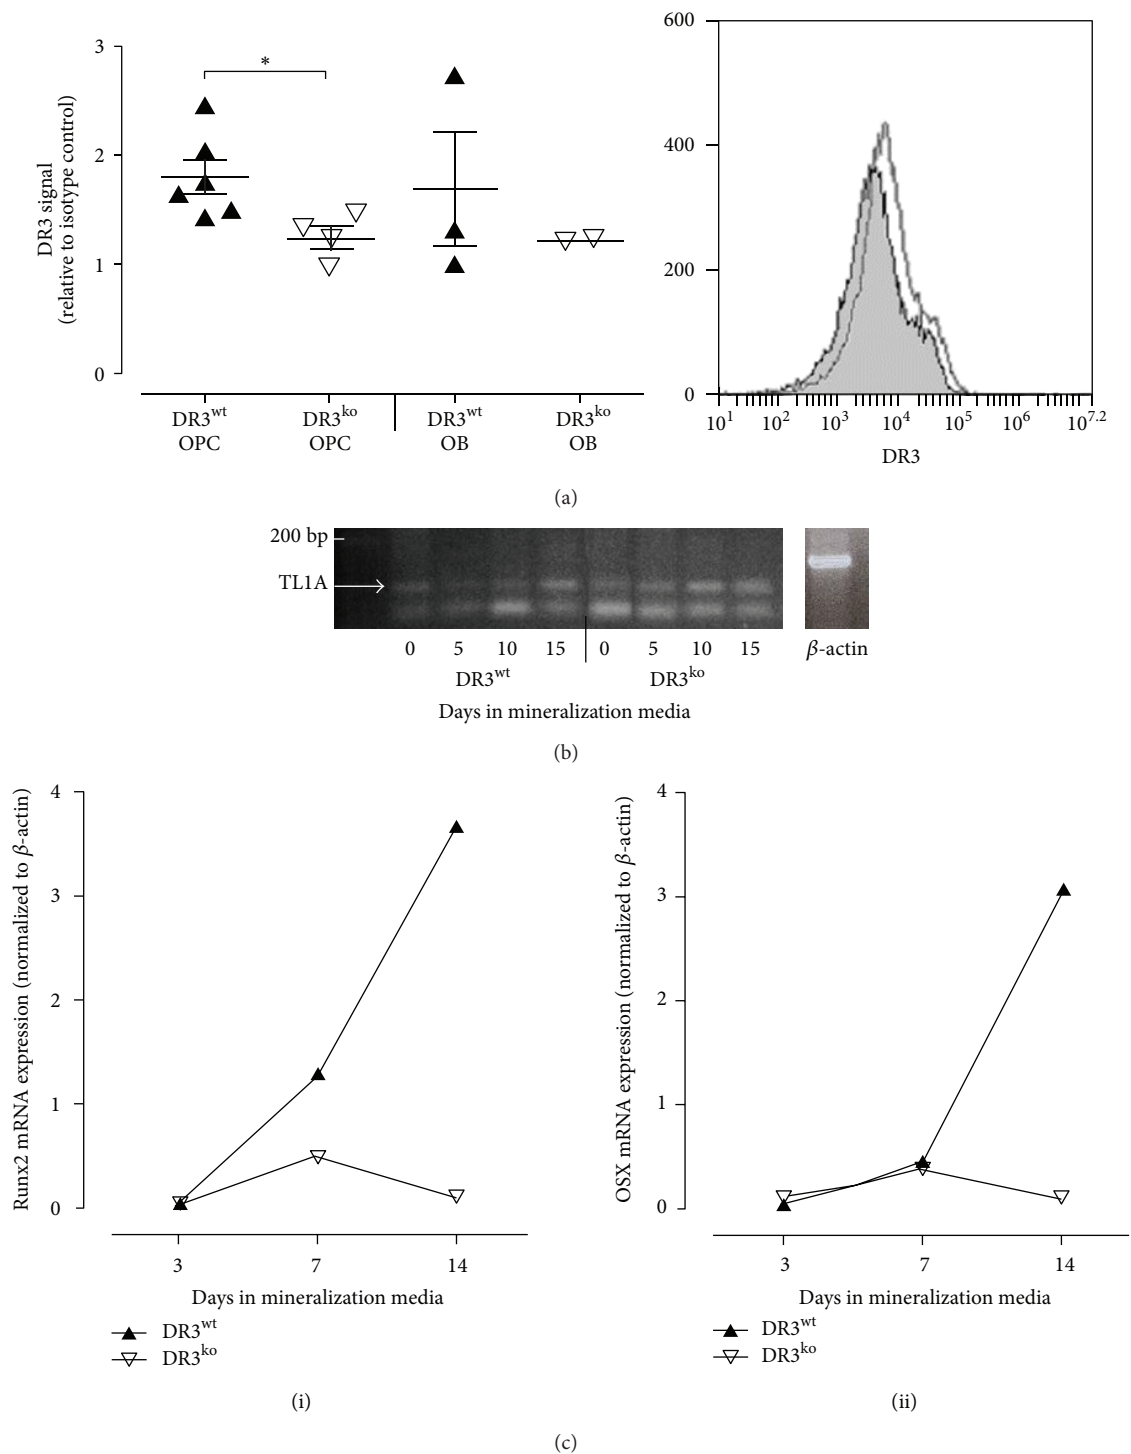 3
2
1
0
DR3 signal
(relative to isotype control)
*
DR3wt
OPC
DR3ko
OPC
DR3wt
OB
DR3ko
OB
600
400
200
0
101 102 103 104 105 106 107.2
DR3
(a)
200 bp
TL1A
0 5 10 15 0 5 10 15
β-actin
DR3wt DR3ko
Days in mineralization media
(b)
4
3
2
1
0
Runx2 mRNA expression (normalized to β-actin)
3 7 14
Days in mineralization media
DR3wt
DR3ko
(i)
4
3
2
1
0
OSX mRNA expression (normalized to β-actin)
3 7 14
Days in mineralization media
DR3wt
DR3ko
(ii)
(c)